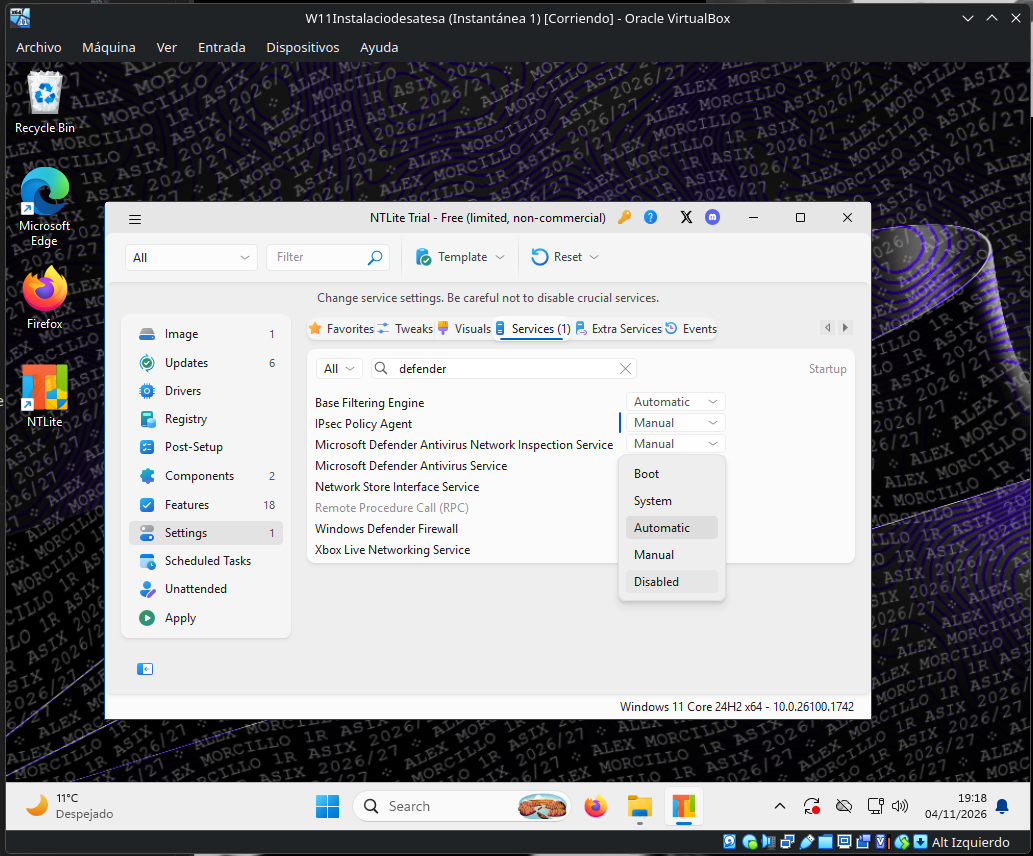 W11Instalaciodesatesa (Instantánea 1) [Corriendo] - Oracle VirtualBox
Archivo Máquina Ver Entrada Dispositivos Ayuda
Recycle Bin
Microsoft Edge
Firefox
NTLite
NTLite Trial - Free (limited, non-commercial)
All
Filter
Template
Reset
Change service settings. Be careful not to disable crucial services.
Image 1
Updates 6
Drivers
Registry
Post-Setup
Components 2
Features 18
Settings 1
Scheduled Tasks
Unattended
Apply
Favorites Tweaks Visuals Services (1) Extra Services Events
All defender Startup
Base Filtering Engine Automatic
IPsec Policy Agent Manual
Microsoft Defender Antivirus Network Inspection Service Manual
Microsoft Defender Antivirus Service
Network Store Interface Service
Remote Procedure Call (RPC)
Windows Defender Firewall
Xbox Live Networking Service
Boot
System
Automatic
Manual
Disabled
Windows 11 Core 24H2 x64 - 10.0.26100.1742
ALEX MORCILLO 1R ASIX 2026/27
11°C
Despejado
Search
19:18
04/11/2026
Alt Izquierdo